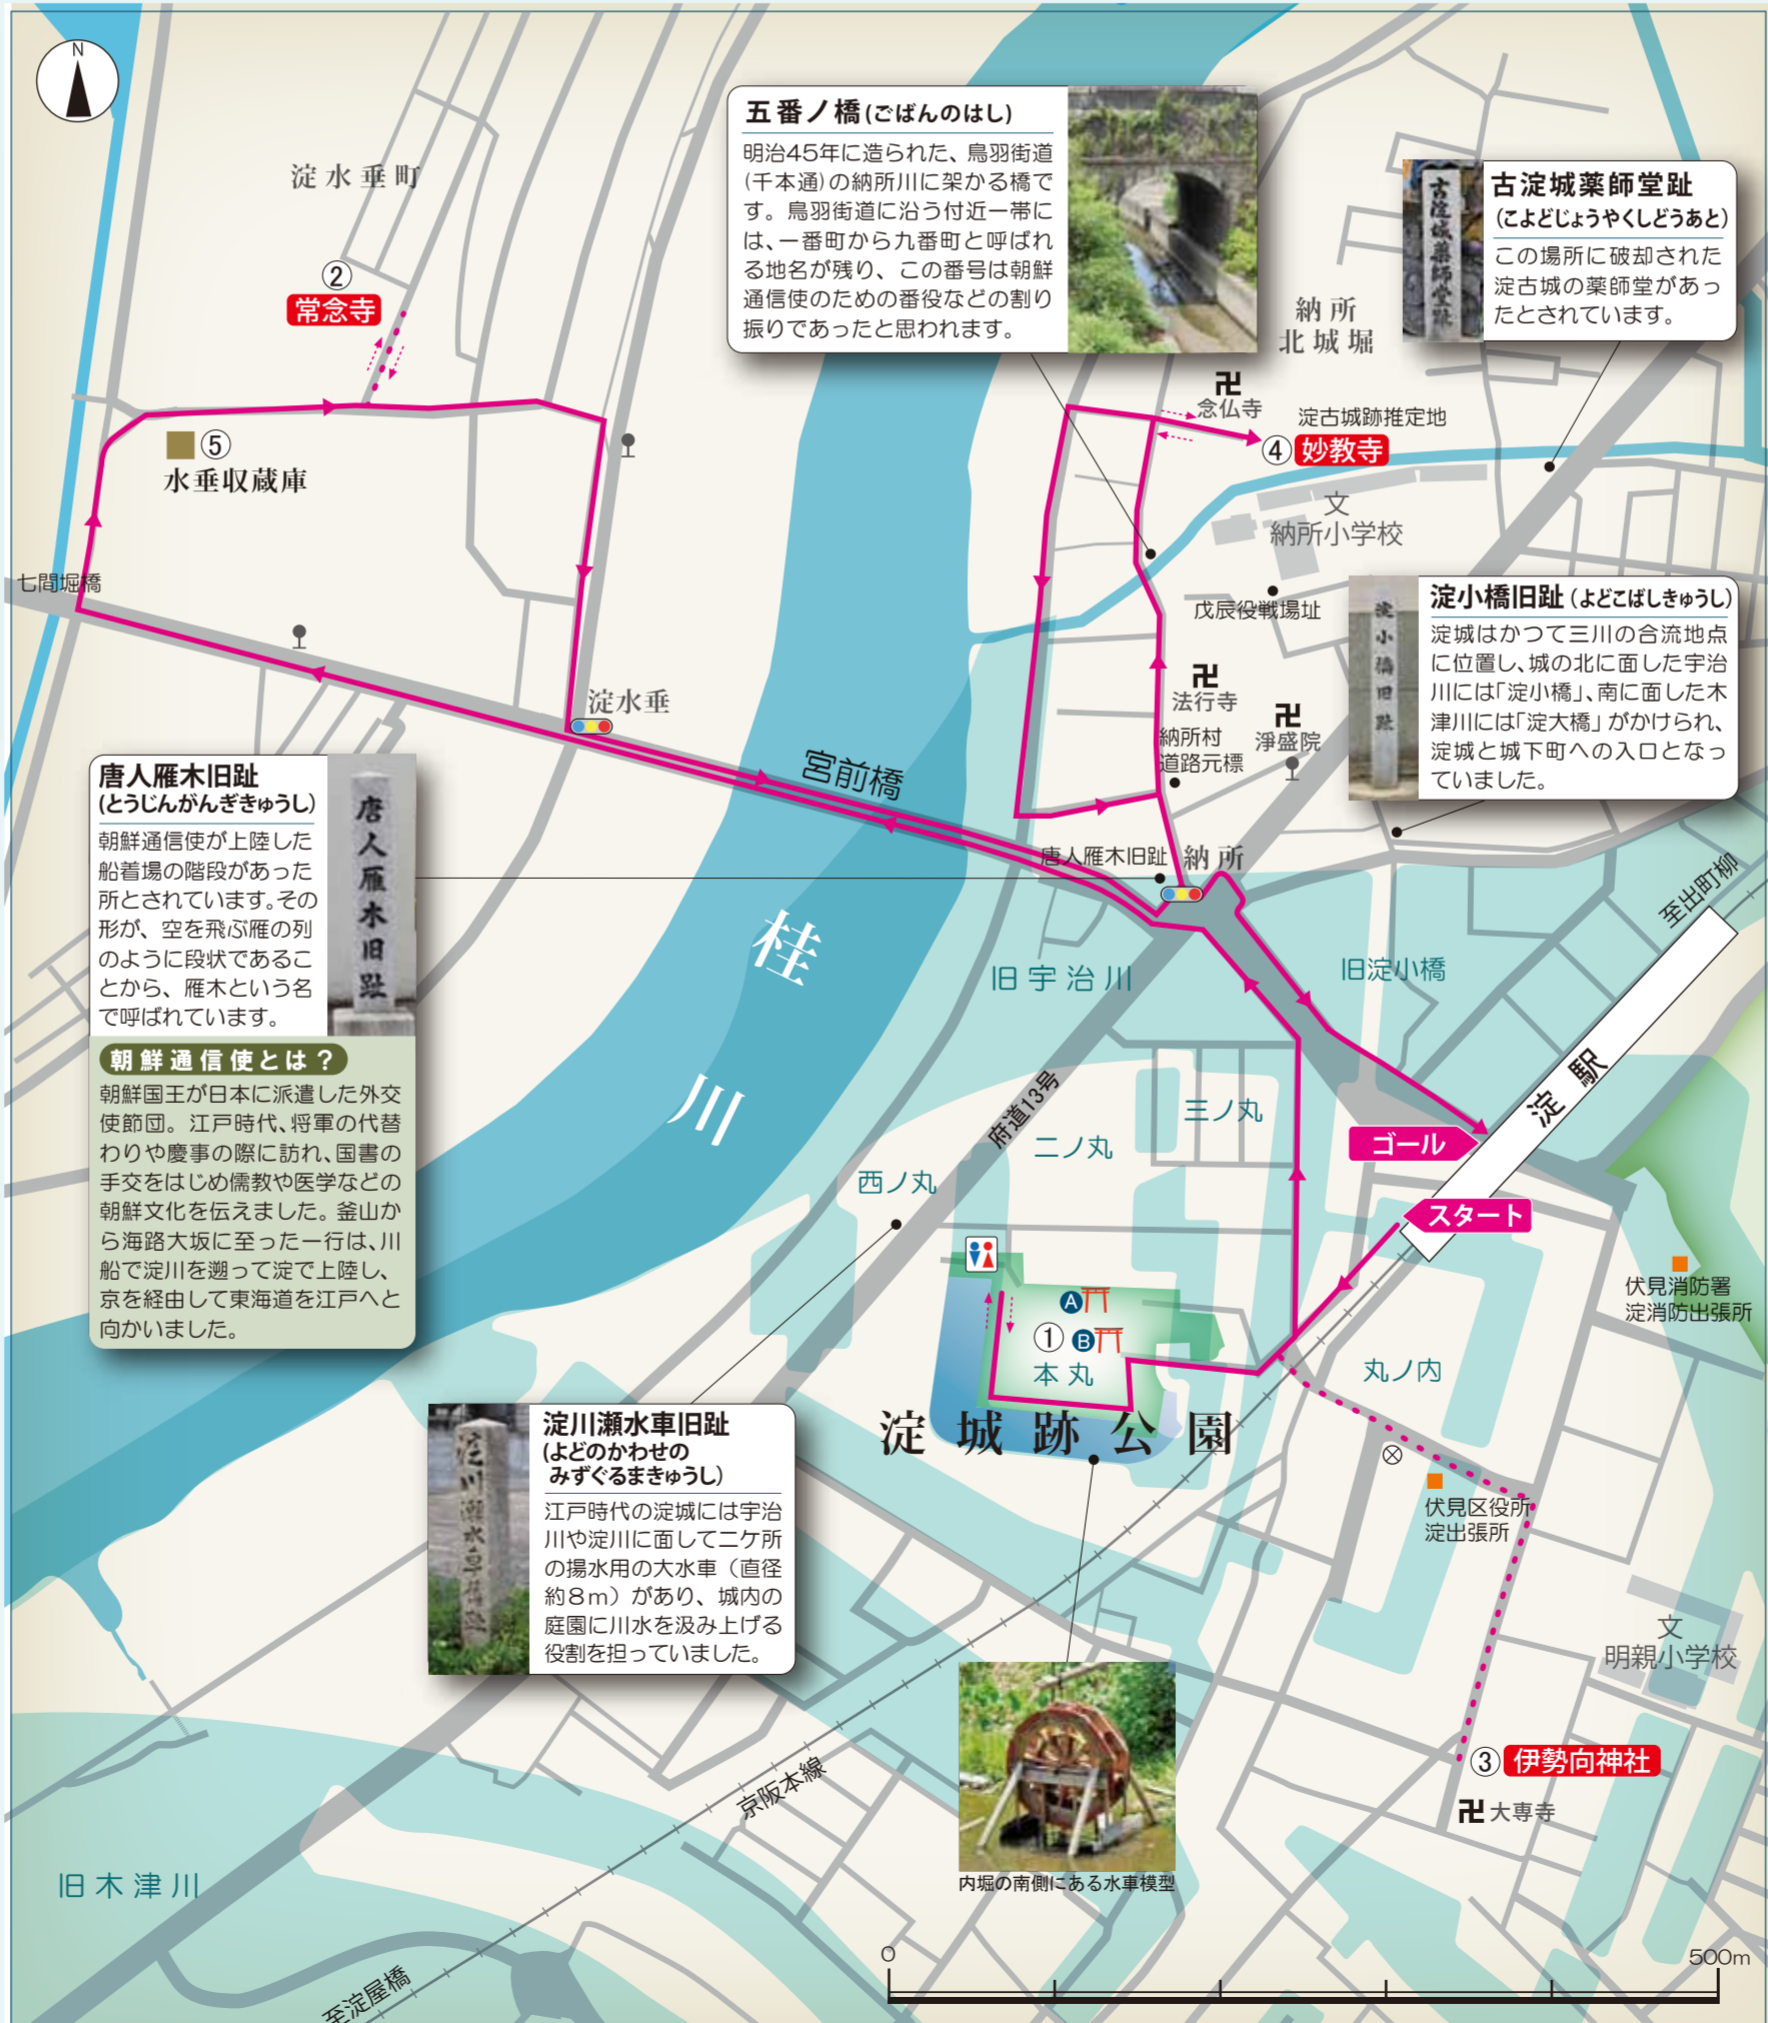 N
淀水垂町
②
常念寺
⑤
水垂収蔵庫
七間堀橋
淀水垂
宮前橋
五番ノ橋(ごばんのはし)
明治45年に造られた、鳥羽街道
(千本通)の納所川に架かる橋で
す。鳥羽街道に沿う付近一帯に
は、一番町から九番町と呼ばれ
る地名が残り、この番号は朝鮮
通信使のための番役などの割り
振りであったと思われます。
古淀城薬師堂跡
古淀城薬師堂趾
(こよどじょうやくしどうあと)
この場所に破却された
淀古城の薬師堂があっ
たとされています。
納所
北城堀
卍
念仏寺
淀古城跡推定地
④ 妙教寺
文
納所小学校
戊辰役戦場址
卍
法行寺
卍
淨盛院
納所村
道路元標
淀小橋旧趾
淀小橋旧趾(よどこばしきゅうし)
淀城はかつて三川の合流地点
に位置し、城の北に面した宇治
川には「淀小橋」、南に面した木
津川には「淀大橋」がかけられ、
淀城と城下町への入口となっ
ていました。
唐人雁木旧趾
納所
唐人雁木旧趾
(とうじんがんぎきゅうし)
朝鮮通信使が上陸した
船着場の階段があった
所とされています。その
形が、空を飛ぶ雁の列
のように段状であるこ
とから、雁木という名
で呼ばれています。
唐人雁木旧趾
朝鮮通信使とは？
朝鮮国王が日本に派遣した外交
使節団。江戸時代、将軍の代替
わりや慶事の際に訪れ、国書の
手交をはじめ儒教や医学などの
朝鮮文化を伝えました。釜山か
ら海路大坂に至った一行は、川
船で淀川を遡って淀で上陸し、
京を経由して東海道を江戸へと
向かいました。
桂川
旧宇治川
旧淀小橋
至出町柳
淀駅
ゴール
スタート
府道13号
三ノ丸
二ノ丸
西ノ丸
A
① B
本丸
淀城跡公園
丸ノ内
伏見消防署
淀消防出張所
伏見区役所
淀出張所
淀川瀬水車旧趾
淀川瀬水車旧趾
(よどのかわせの
みずぐるまきゅうし)
江戸時代の淀城には宇治
川や淀川に面して二ケ所
の揚水用の大水車（直径
約8ｍ）があり、城内の
庭園に川水を汲み上げる
役割を担っていました。
文
明親小学校
③ 伊勢向神社
卍 大専寺
京阪本線
内堀の南側にある水車模型
旧木津川
至淀屋橋
0
500m